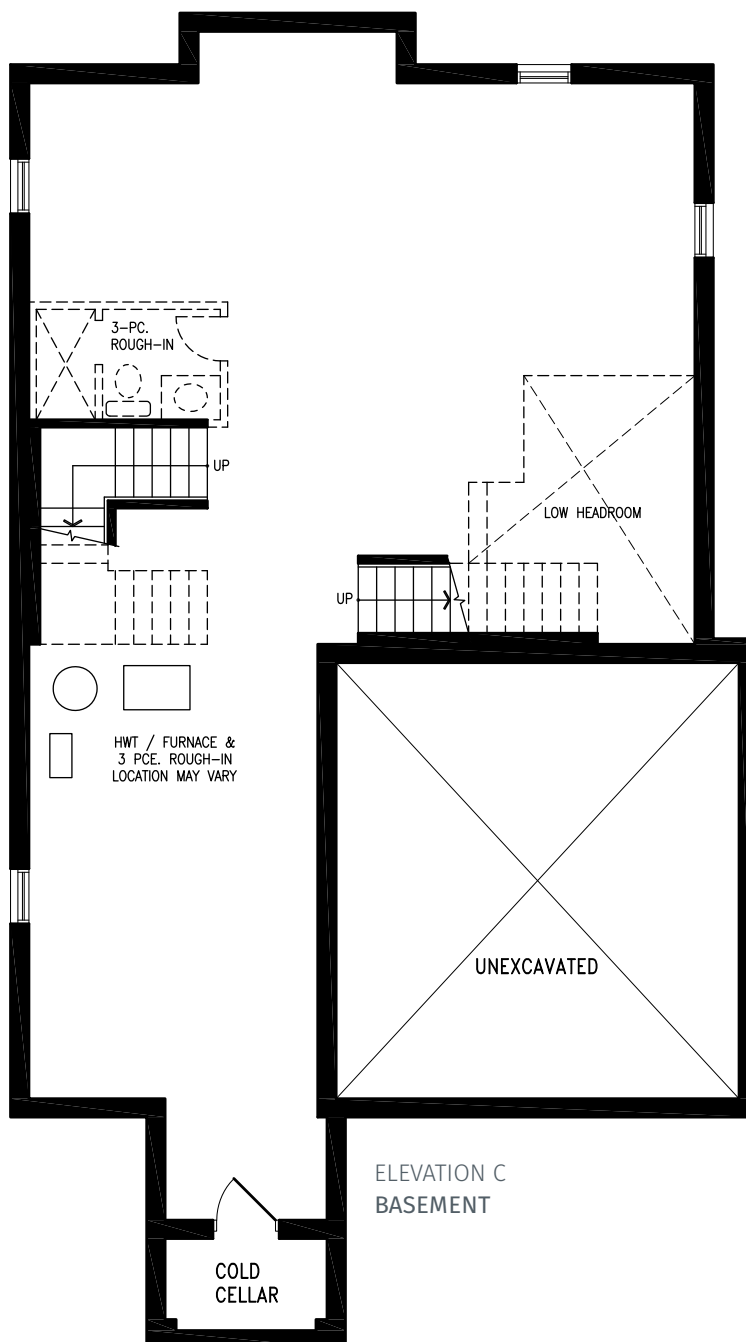 3-PC.
ROUGH-IN
UP
LOW HEADROOM
UP
HWT / FURNACE &
3 PCE. ROUGH-IN
LOCATION MAY VARY
UNEXCAVATED
ELEVATION C
BASEMENT
COLD
CELLAR